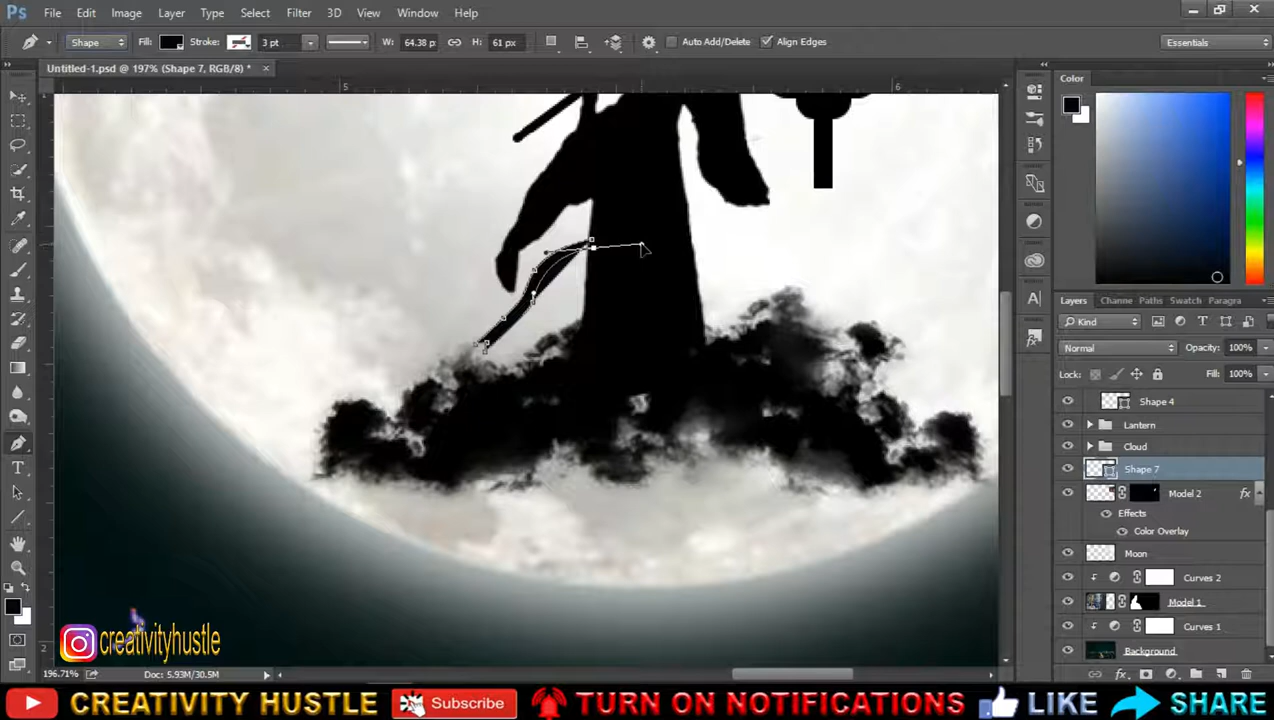 Ps File Edit Image Layer Type Select Filter 3D View Window Help
Shape Fill: Stroke: 3 pt W: 64.38 p H: 61 px Auto Add/Delete Align Edges Essentials
Untitled-1.psd @ 197% (Shape 7, RGB/8) * ×
5 6
Color
Layers Channe Paths Swatch Paragra
Kind
Normal Opacity: 100%
Lock: Fill: 100%
Shape 4
Lantern
Cloud
Shape 7
Model 2 fx
Effects
Color Overlay
Moon
Curves 2
Model 1
Curves 1
Background
2
creativityhustle
196.71% Doc: 5.93M/30.5M
CREATIVITY HUSTLE Subscribe TURN ON NOTIFICATIONS LIKE SHARE